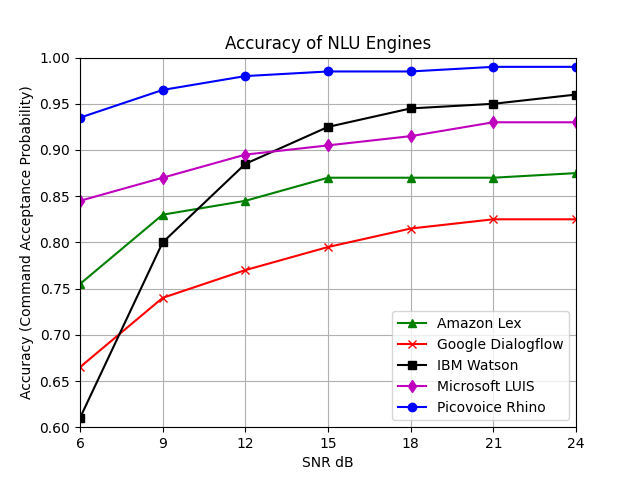 Accuracy of NLU Engines
Accuracy (Command Acceptance Probability)
1.00
0.95
0.90
0.85
0.80
0.75
0.70
0.65
0.60
Amazon Lex
Google Dialogflow
IBM Watson
Microsoft LUIS
Picovoice Rhino
6 9 12 15 18 21 24
SNR dB